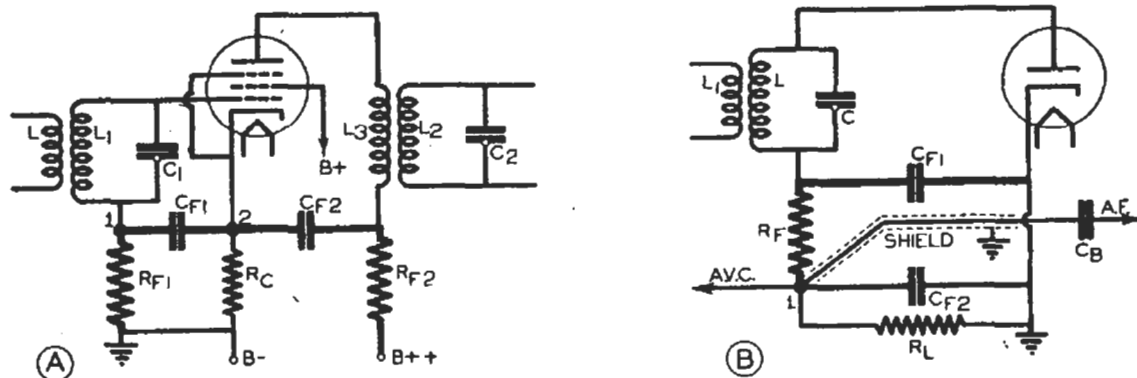 L
L1
C1
B+
L3
L2
C2
1
CF1
2
CF2
RF1
RC
RF2
A
B-
B++
L1
L
C
CF1
RF
SHIELD
A.F.
CB
A.V.C.
1
CF2
RL
B